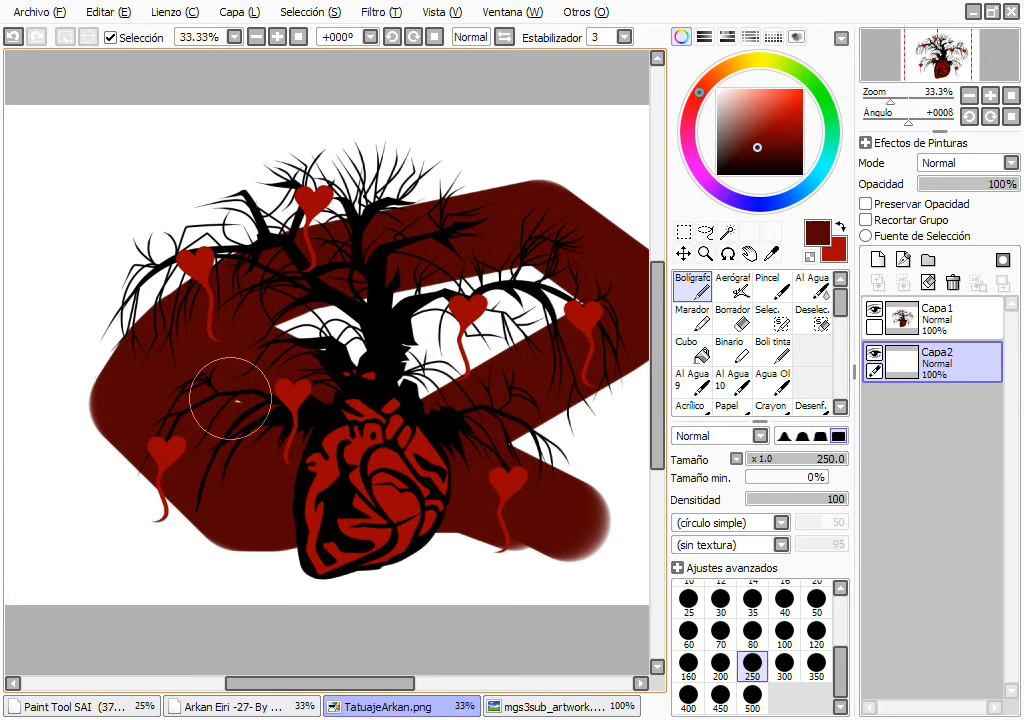 Archivo (F) Editar (E) Lienzo (C) Capa (L) Selección (S) Filtro (T) Vista (V) Ventana (W) Otros (O)
Selección 33.33% +000º Normal Estabilizador 3
Zoom 33.3%
Ángulo +000ß
Efectos de Pinturas
Modo Normal
Opacidad 100%
Preservar Opacidad
Recortar Grupo
Fuente de Selección
Bolígrafo Aerógraf Pincel Al Agua
Marador Borrador Selec. Deselec.
Cubo Binario Boli tinta
Al Agua 9 Al Agua 10 Agua Ol
Acrílico Papel Crayon Desenf.
Capa1
Normal
100%
Capa2
Normal
100%
Normal
Tamaño x 1.0 250.0
Tamaño min. 0%
Densitidad 100
(círculo simple) 50
(sin textura) 95
Ajustes avanzados
10 12 14 16 20
25 30 35 40 50
60 70 80 100 120
160 200 250 300 350
400 450 500
Paint Tool SAI (37... 25% Arkan Eiri -27- By ... 33% TatuajeArkan.png 33% mgs3sub_artwork.... 100%